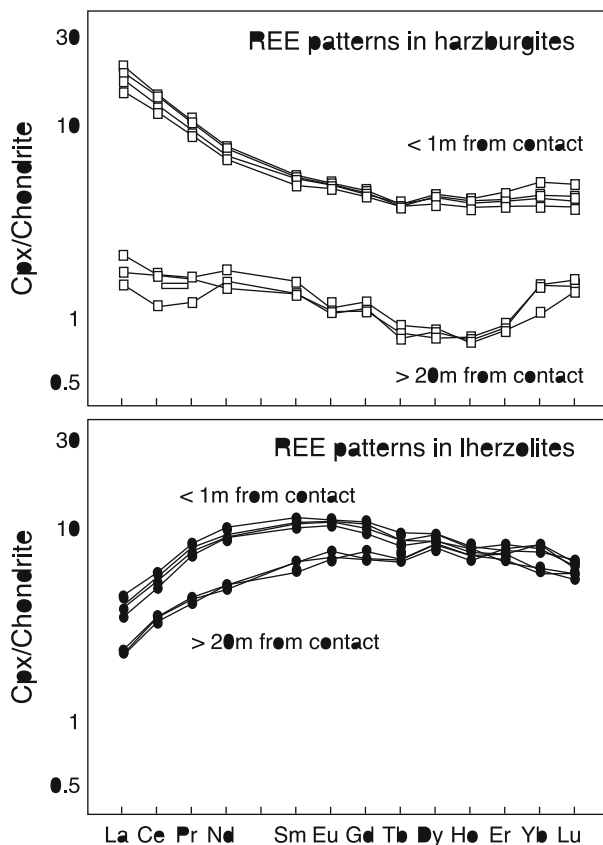 30
REE patterns in harzburgites
10
< 1m from contact
Cpx/Chondrite
1
0.5
> 20m from contact
30
REE patterns in lherzolites
< 1m from contact
10
Cpx/Chondrite
> 20m from contact
1
0.5
La Ce Pr Nd Sm Eu Gd Tb Dy Ho Er Yb Lu